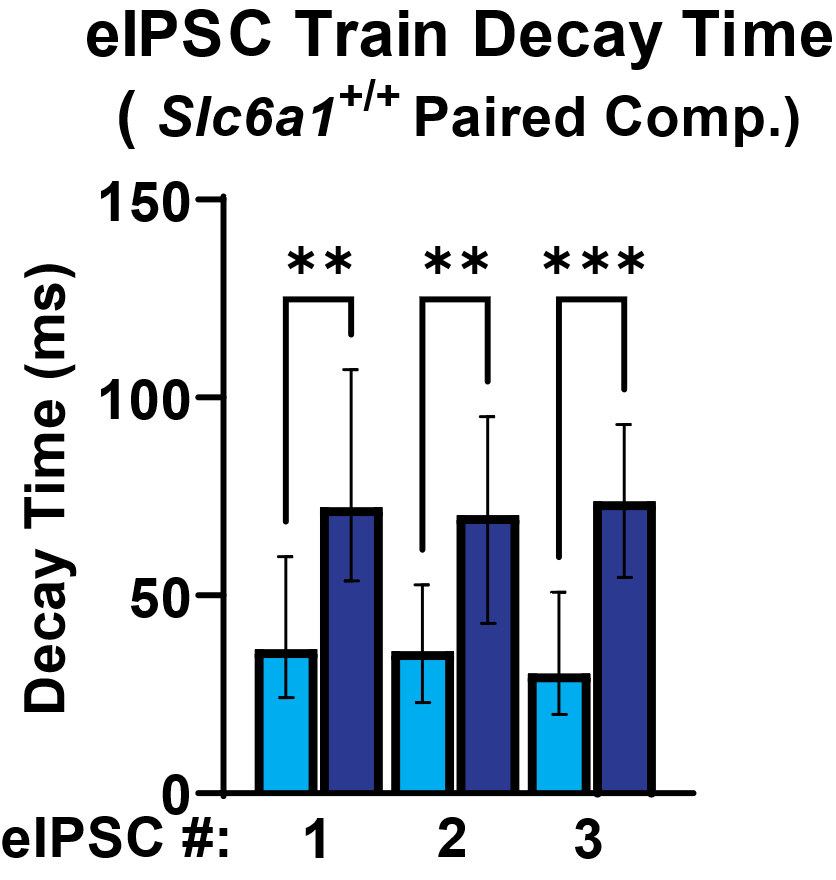 eIPSC Train Decay Time
( Slc6a1+/+ Paired Comp.)
150
** ** ***
100
50
0
Decay Time (ms)
eIPSC #: 1 2 3